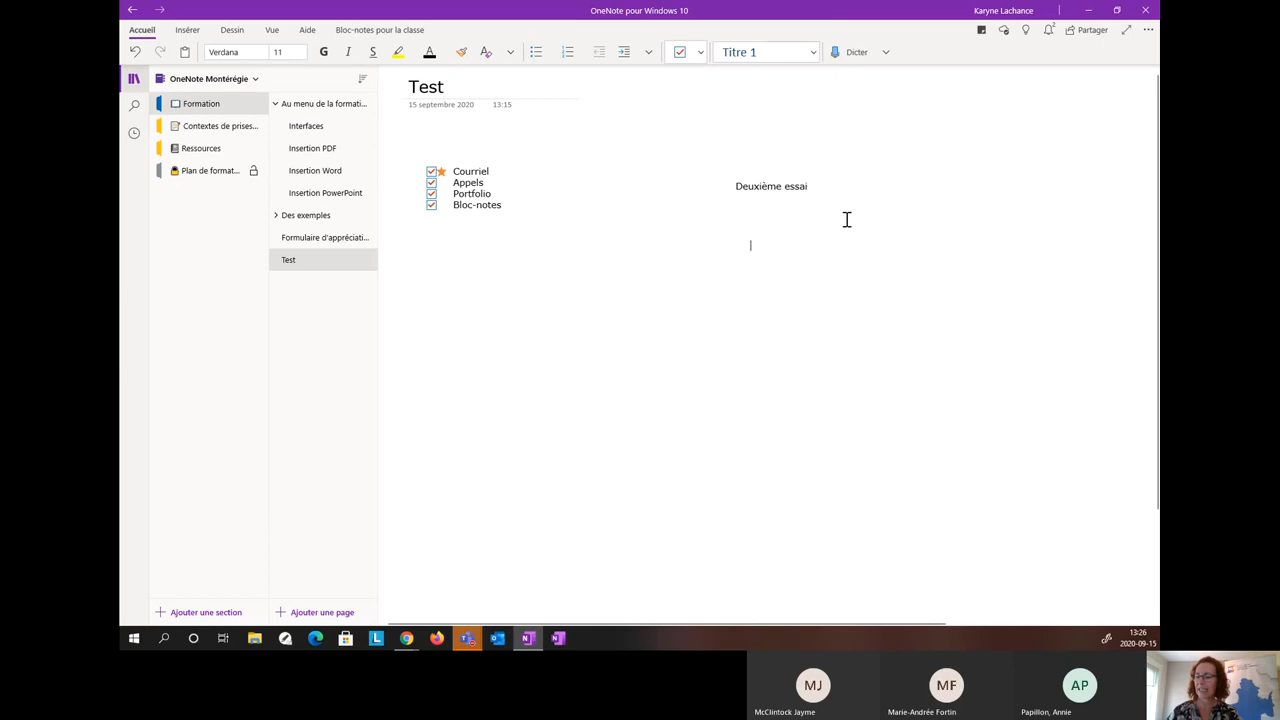 OneNote pour Windows 10
Karyne Lachance
Accueil Insérer Dessin Vue Aide Bloc-notes pour la classe
Partager
Verdana 11 G I S Titre 1 Dicter
OneNote Montérégie
Formation
Contextes de prises...
Ressources
Plan de format...
Au menu de la formati...
Interfaces
Insertion PDF
Insertion Word
Insertion PowerPoint
Des exemples
Formulaire d'appréciati...
Test
Test
15 septembre 2020 13:15
Courriel
Appels
Portfolio
Bloc-notes
Deuxième essai
Ajouter une section
Ajouter une page
13:26
2020-09-15
MJ
McClintock Jayme
MF
Marie-Andrée Fortin
AP
Papillon, Annie